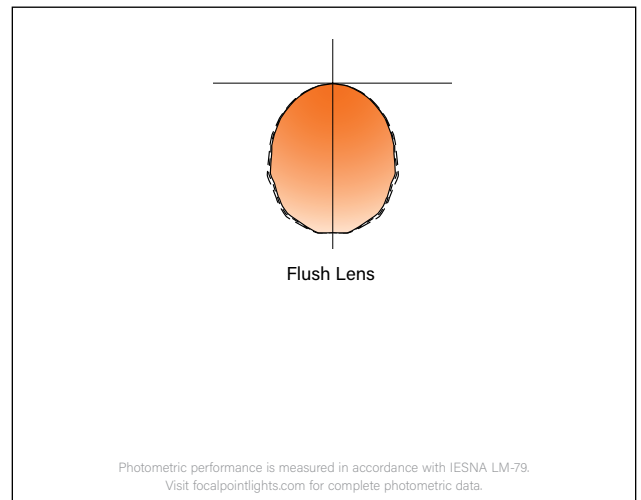 Flush Lens
Photometric performance is measured in accordance with IESNA LM-79.
Visit focalpointlights.com for complete photometric data.